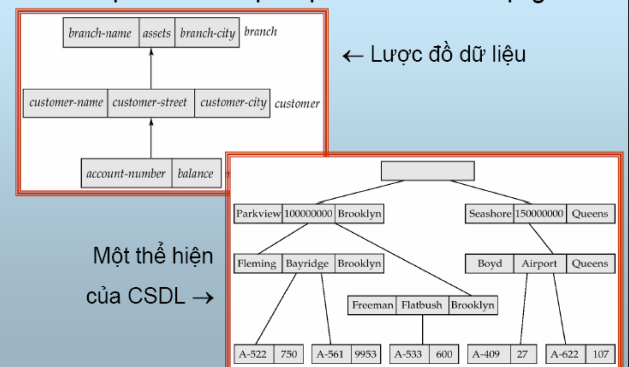 branch-name assets branch-city branch
← Lược đồ dữ liệu
customer-name customer-street customer-city customer
account-number balance
Parkview 100000000 Brooklyn
Seashore 150000000 Queens
Một thể hiện
của CSDL →
Fleming Bayridge Brooklyn
Boyd Airport Queens
Freeman Flatbush Brooklyn
A-522 750
A-561 9953
A-533 600
A-409 27
A-622 107